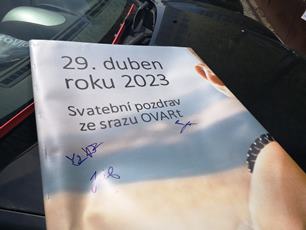 29. duben
roku 2023
Svatební pozdrav
ze srazu OVARt